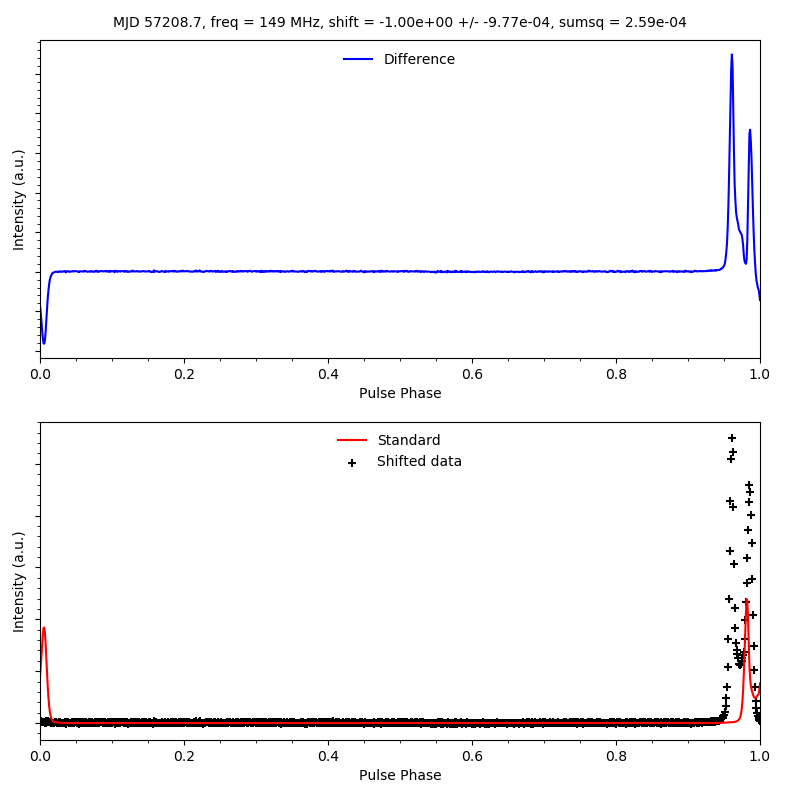 MJD 57208.7, freq = 149 MHz, shift = -1.00e+00 +/- -9.77e-04, sumsq = 2.59e-04
Difference
Intensity (a.u.)
0.0 0.2 0.4 0.6 0.8 1.0
Pulse Phase
Standard
Shifted data
Intensity (a.u.)
0.0 0.2 0.4 0.6 0.8 1.0
Pulse Phase